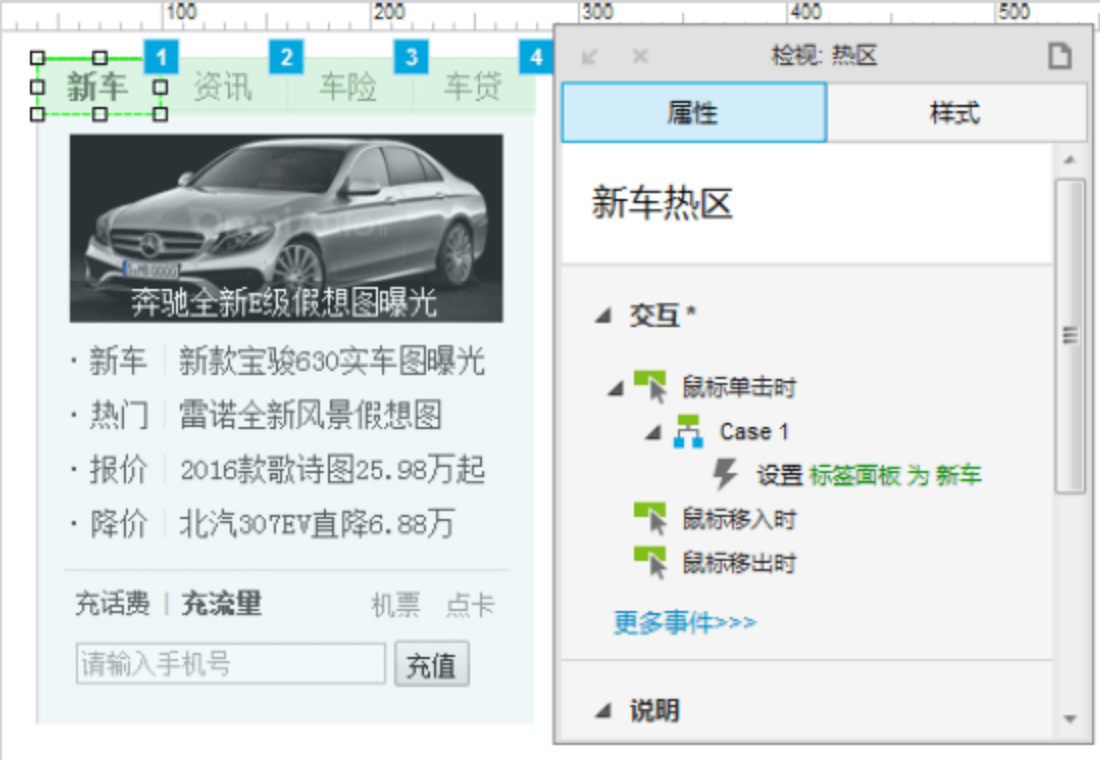 100 200 300 400 500
1 2 3 4
新车 资讯 车险 车贷
奔驰全新E级假想图曝光
· 新车 新款宝骏630实车图曝光
· 热门 雷诺全新风景假想图
· 报价 2016款歌诗图25.98万起
· 降价 北汽307EV直降6.88万
充话费 | 充流量 机票 点卡
请输入手机号 充值
检视: 热区
属性 样式
新车热区
交互 *
鼠标单击时
Case 1
设置 标签面板 为 新车
鼠标移入时
鼠标移出时
更多事件>>>
说明